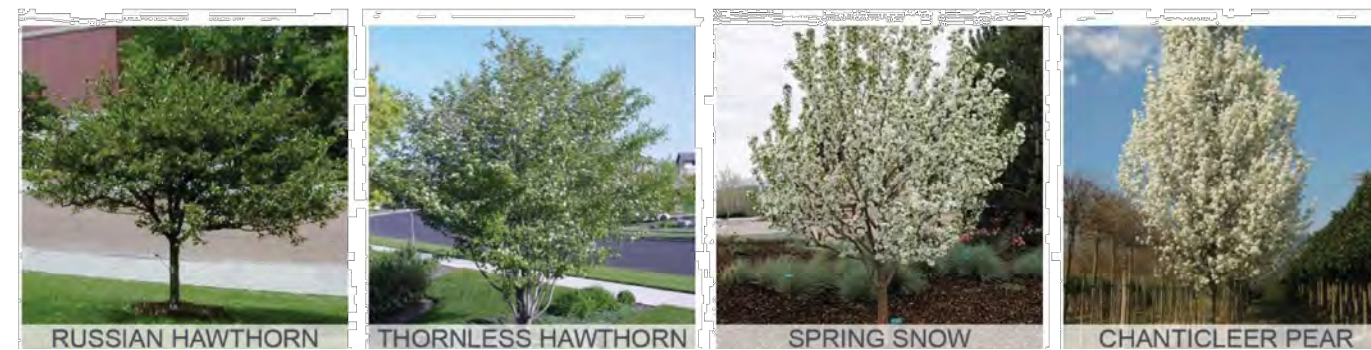 RUSSIAN HAWTHORN
THORNLESS HAWTHORN
SPRING SNOW
CHANTICLEER PEAR